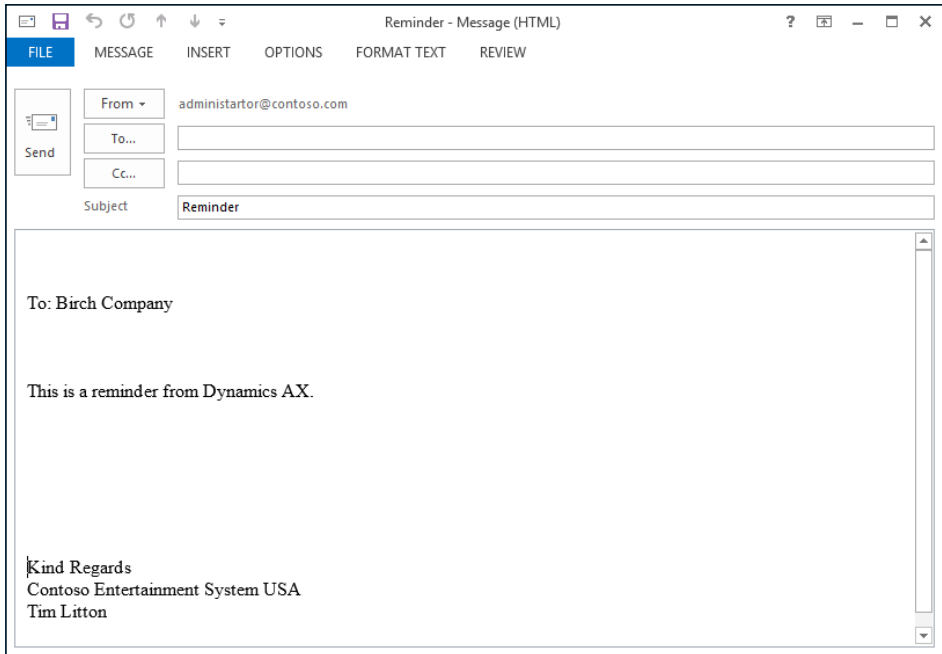 Reminder - Message (HTML)
?
FILE MESSAGE INSERT OPTIONS FORMAT TEXT REVIEW
From administartor@contoso.com
Send
To...
Cc...
Subject Reminder
To: Birch Company
This is a reminder from Dynamics AX.
Kind Regards
Contoso Entertainment System USA
Tim Litton